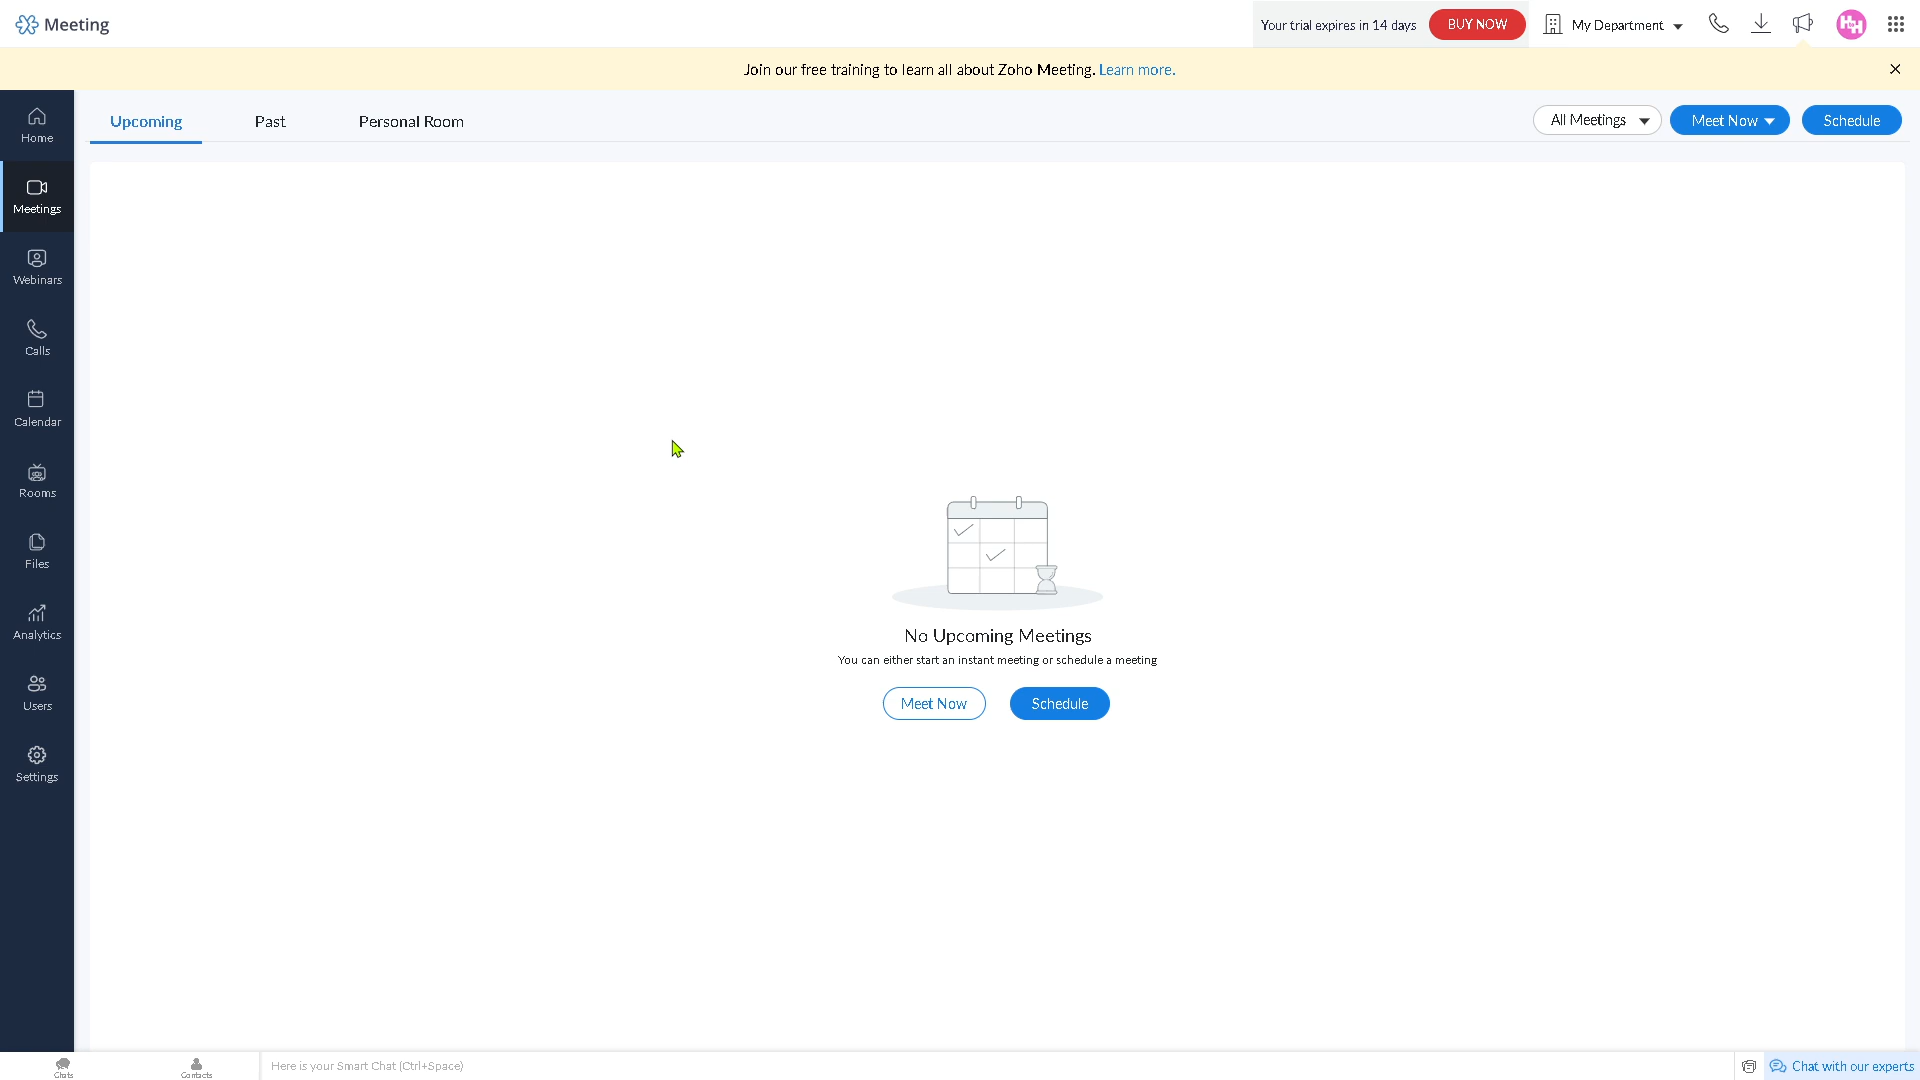 Meeting
Your trial expires in 14 days
BUY NOW
My Department
Join our free training to learn all about Zoho Meeting. Learn more.
Home
Meetings
Webinars
Calls
Calendar
Rooms
Files
Analytics
Users
Settings
Upcoming
Past
Personal Room
All Meetings
Meet Now
Schedule
No Upcoming Meetings
You can either start an instant meeting or schedule a meeting
Meet Now
Schedule
Chats
Contacts
Here is your Smart Chat (Ctrl+Space)
Chat with our experts